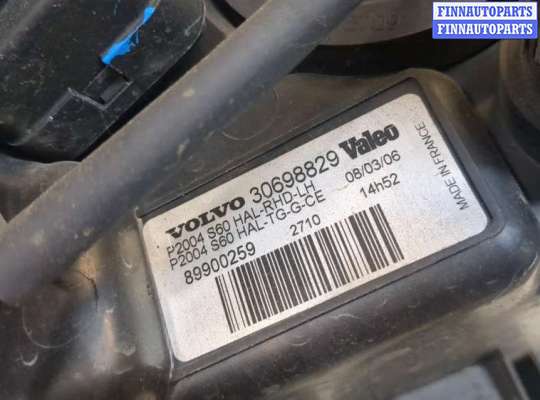 FINNAUTOPARTS
FINNAUTOPARTS
VOLVO 30698829 Valeo
P2004 S60 HAL-RHD-LH 08/03/06
P2004 S60 HAL-TG-G-CE 14h52
89900259 2710
MADE IN FRANCE